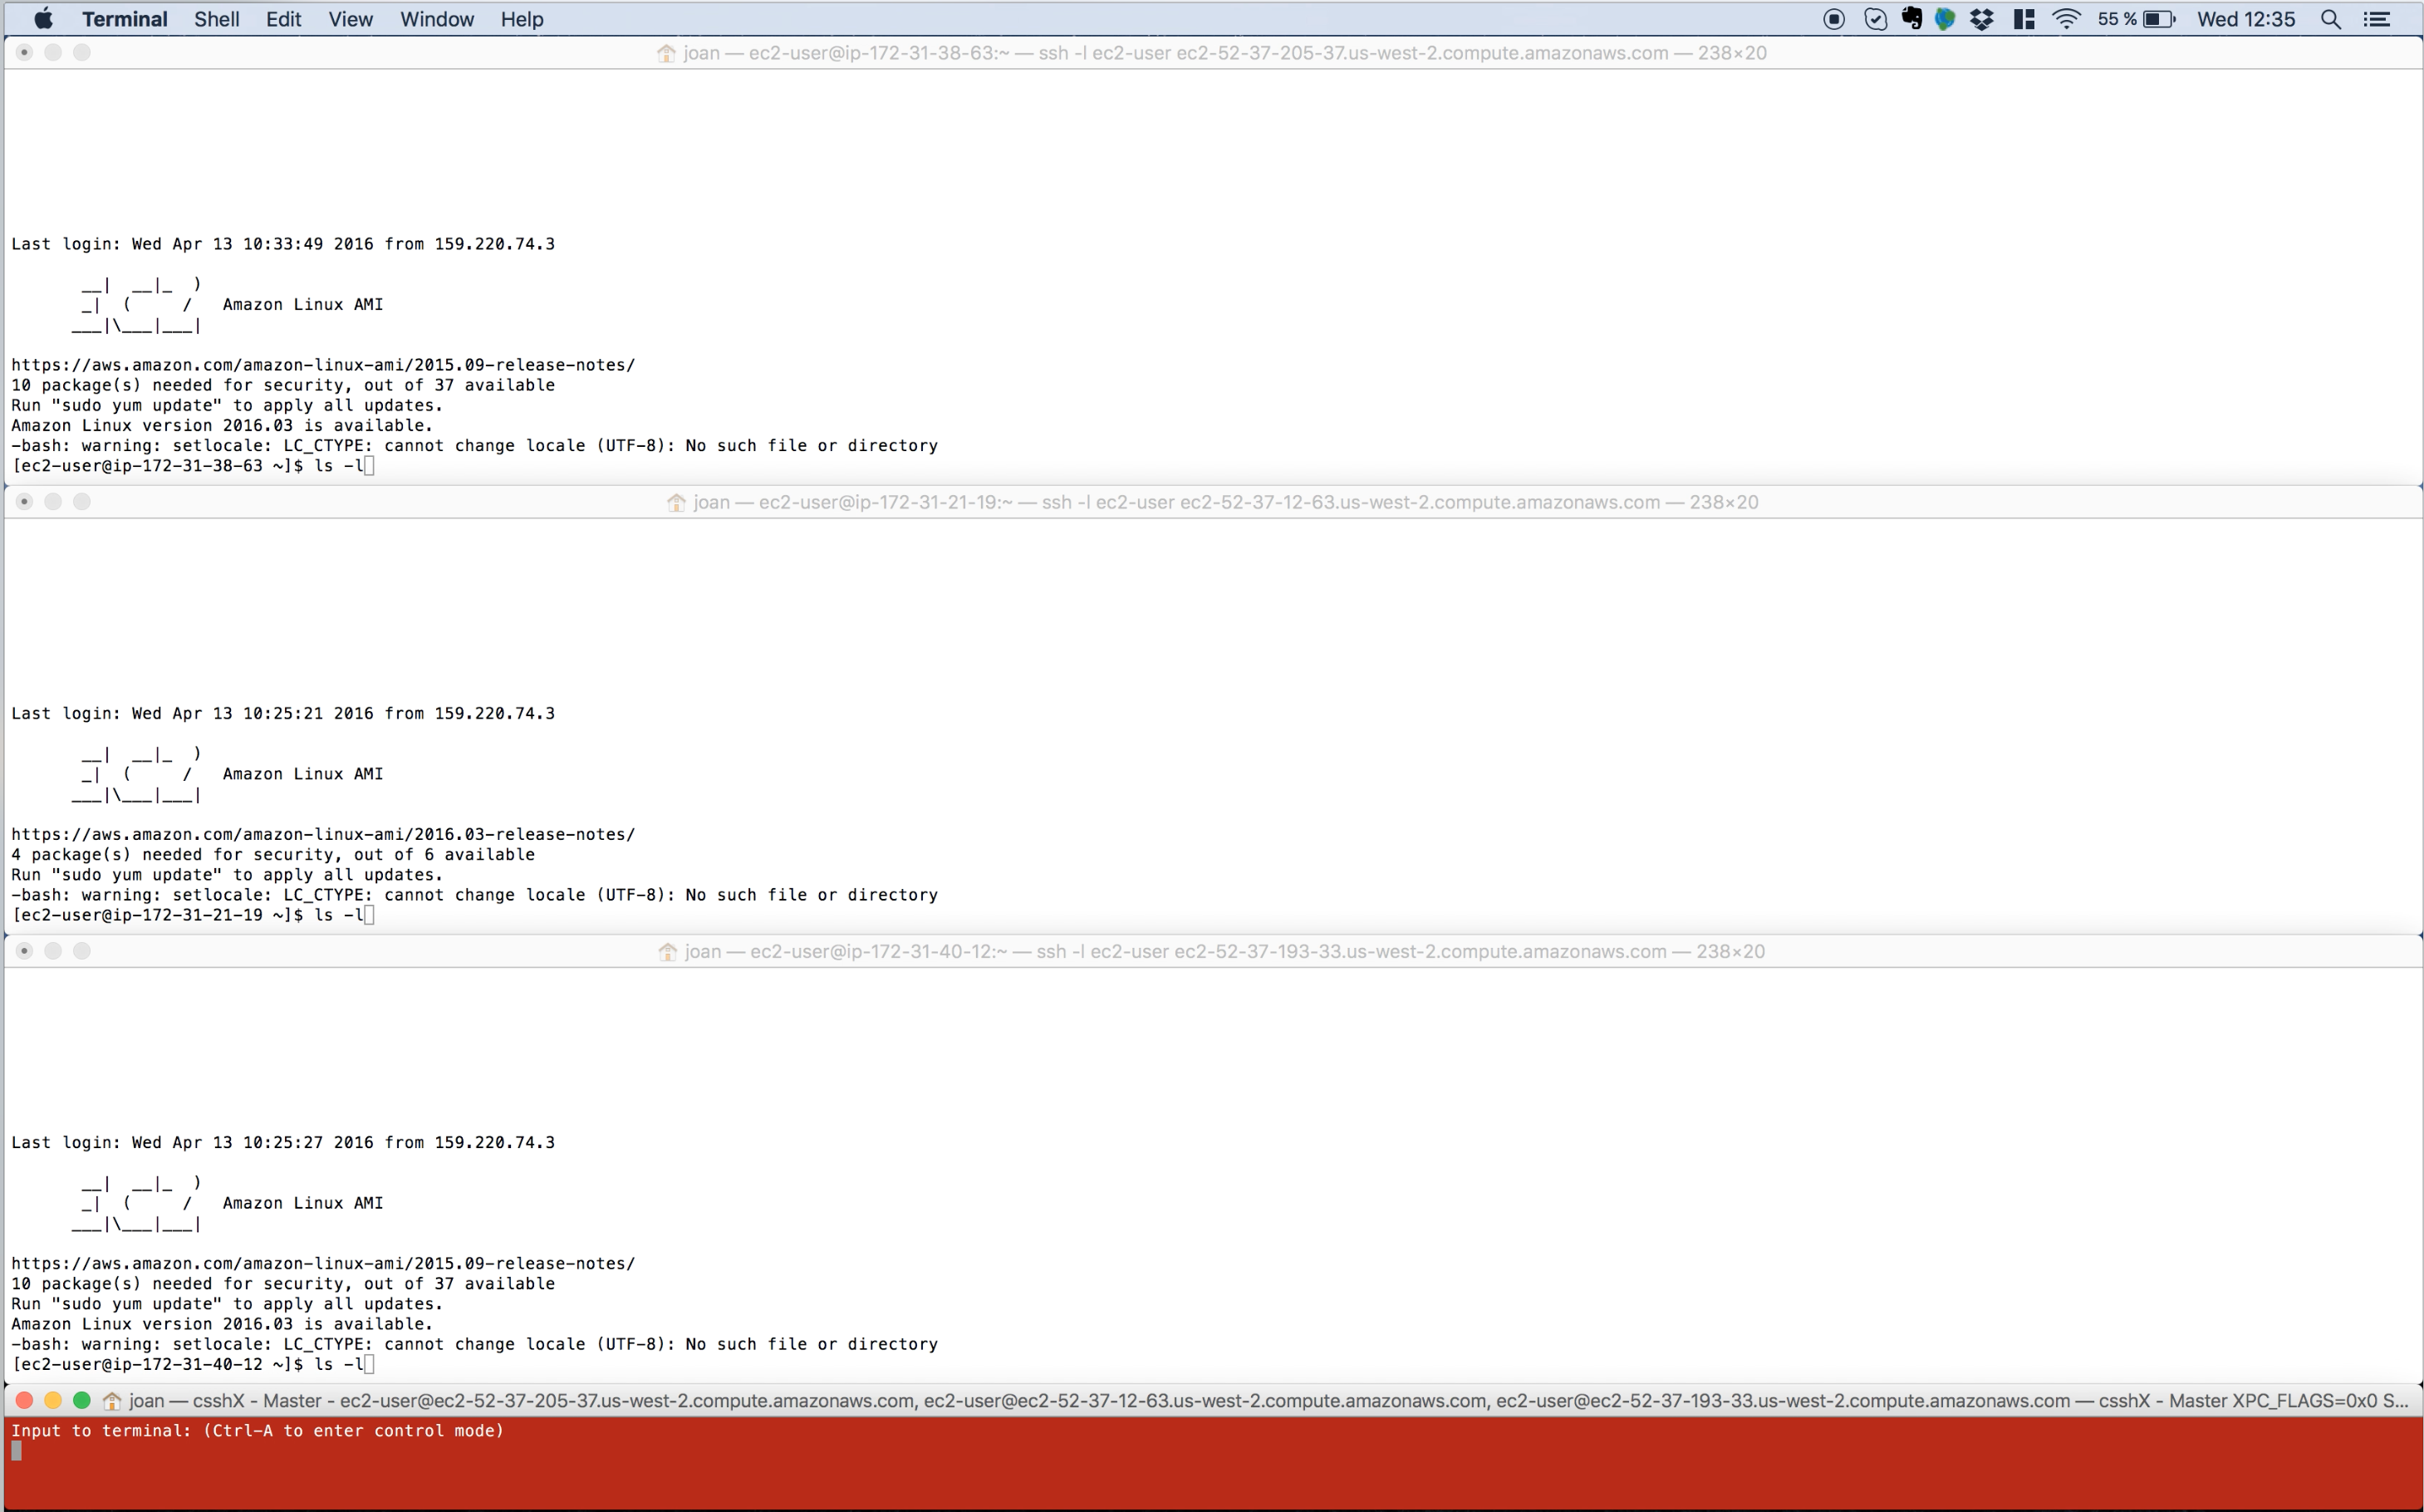 Terminal Shell Edit View Window Help 55 % Wed 12:35
joan — ec2-user@ip-172-31-38-63:~ — ssh -l ec2-user ec2-52-37-205-37.us-west-2.compute.amazonaws.com — 238×20
Last login: Wed Apr 13 10:33:49 2016 from 159.220.74.3
       __|  __|_  )
       _|  (     /   Amazon Linux AMI
      ___|\___|___|
https://aws.amazon.com/amazon-linux-ami/2015.09-release-notes/
10 package(s) needed for security, out of 37 available
Run "sudo yum update" to apply all updates.
Amazon Linux version 2016.03 is available.
-bash: warning: setlocale: LC_CTYPE: cannot change locale (UTF-8): No such file or directory
[ec2-user@ip-172-31-38-63 ~]$ ls -l
joan — ec2-user@ip-172-31-21-19:~ — ssh -l ec2-user ec2-52-37-12-63.us-west-2.compute.amazonaws.com — 238×20
Last login: Wed Apr 13 10:25:21 2016 from 159.220.74.3
       __|  __|_  )
       _|  (     /   Amazon Linux AMI
      ___|\___|___|
https://aws.amazon.com/amazon-linux-ami/2016.03-release-notes/
4 package(s) needed for security, out of 6 available
Run "sudo yum update" to apply all updates.
-bash: warning: setlocale: LC_CTYPE: cannot change locale (UTF-8): No such file or directory
[ec2-user@ip-172-31-21-19 ~]$ ls -l
joan — ec2-user@ip-172-31-40-12:~ — ssh -l ec2-user ec2-52-37-193-33.us-west-2.compute.amazonaws.com — 238×20
Last login: Wed Apr 13 10:25:27 2016 from 159.220.74.3
       __|  __|_  )
       _|  (     /   Amazon Linux AMI
      ___|\___|___|
https://aws.amazon.com/amazon-linux-ami/2015.09-release-notes/
10 package(s) needed for security, out of 37 available
Run "sudo yum update" to apply all updates.
Amazon Linux version 2016.03 is available.
-bash: warning: setlocale: LC_CTYPE: cannot change locale (UTF-8): No such file or directory
[ec2-user@ip-172-31-40-12 ~]$ ls -l
joan — csshX - Master - ec2-user@ec2-52-37-205-37.us-west-2.compute.amazonaws.com, ec2-user@ec2-52-37-12-63.us-west-2.compute.amazonaws.com, ec2-user@ec2-52-37-193-33.us-west-2.compute.amazonaws.com — csshX - Master XPC_FLAGS=0x0 S...
Input to terminal: (Ctrl-A to enter control mode)